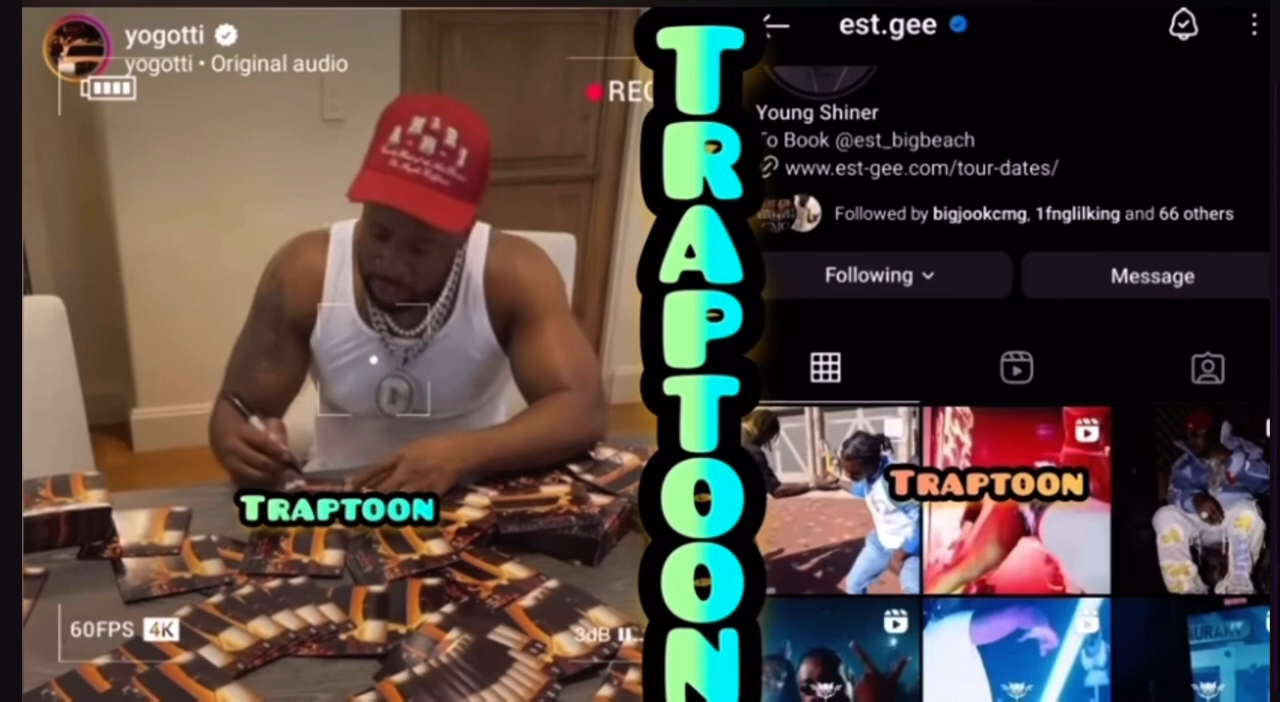 yogotti
yogotti • Original audio
REC
60FPS 4K
3dB
TRAPTOON
TRAPTOON
est.gee
Young Shiner
To Book @est_bigbeach
www.est-gee.com/tour-dates/
Followed by bigjookcmg, 1fnglilking and 66 others
Following
Message
TRAPTOON